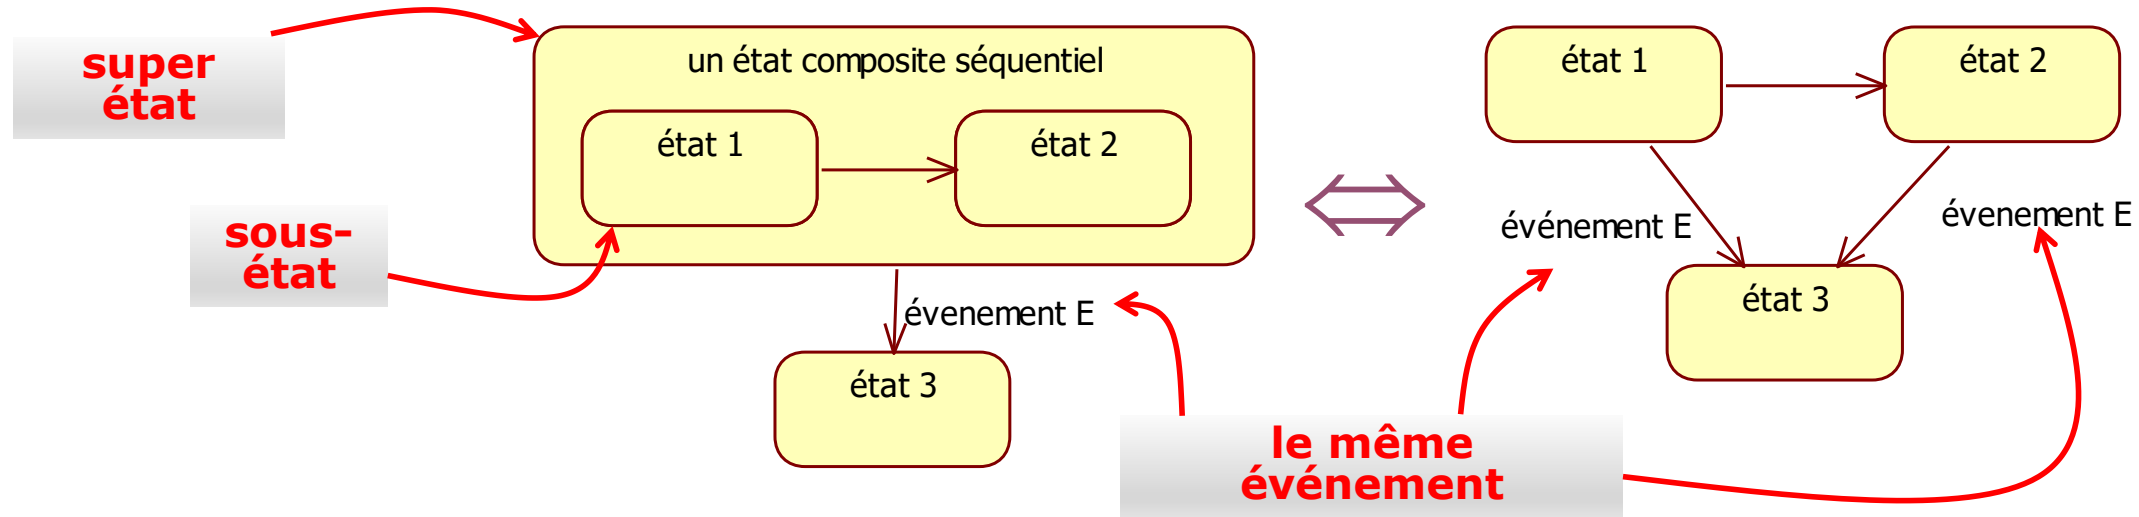 super
état
un état composite séquentiel
état 1
état 2
sous-
état
évenement E
état 3
état 1
état 2
événement E
évenement E
état 3
le même
événement